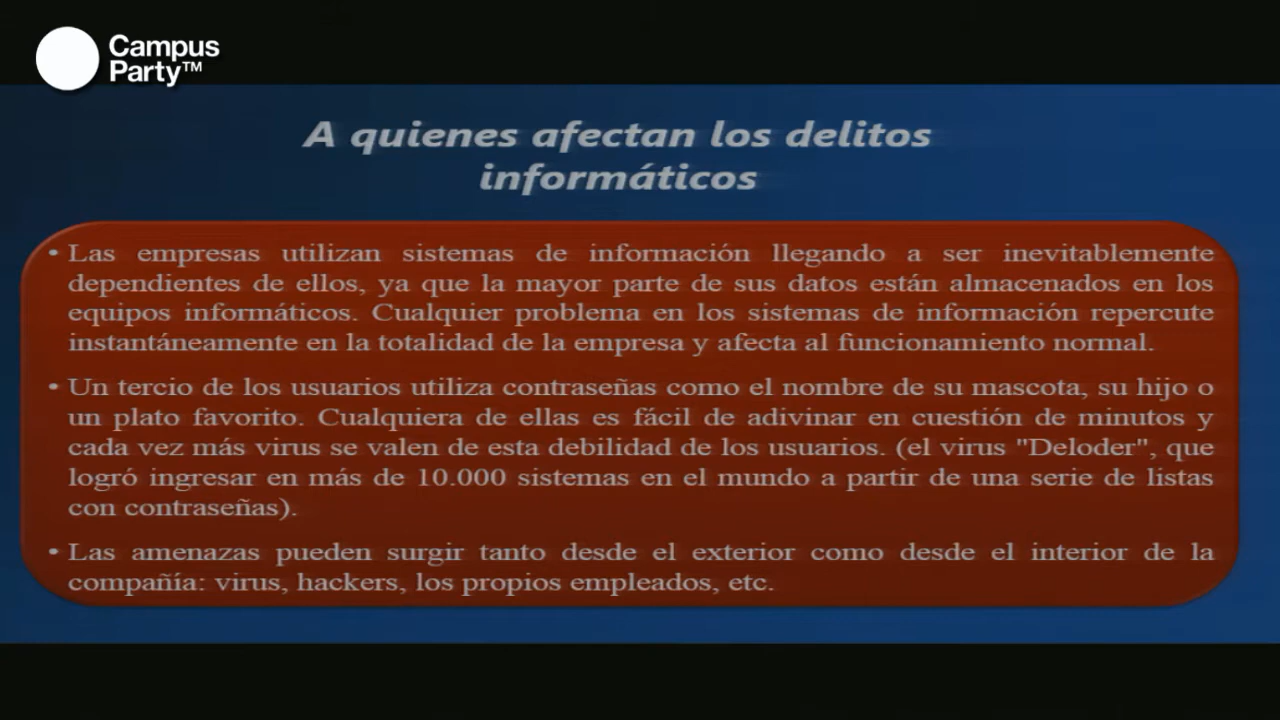 Campus
Party™
A quienes afectan los delitos
informáticos
• Las empresas utilizan sistemas de información llegando a ser inevitablemente
dependientes de ellos, ya que la mayor parte de sus datos están almacenados en los
equipos informáticos. Cualquier problema en los sistemas de información repercute
instantáneamente en la totalidad de la empresa y afecta al funcionamiento normal.
• Un tercio de los usuarios utiliza contraseñas como el nombre de su mascota, su hijo o
un plato favorito. Cualquiera de ellas es fácil de adivinar en cuestión de minutos y
cada vez más virus se valen de esta debilidad de los usuarios. (el virus "Deloder", que
logró ingresar en más de 10.000 sistemas en el mundo a partir de una serie de listas
con contraseñas).
• Las amenazas pueden surgir tanto desde el exterior como desde el interior de la
compañía: virus, hackers, los propios empleados, etc.